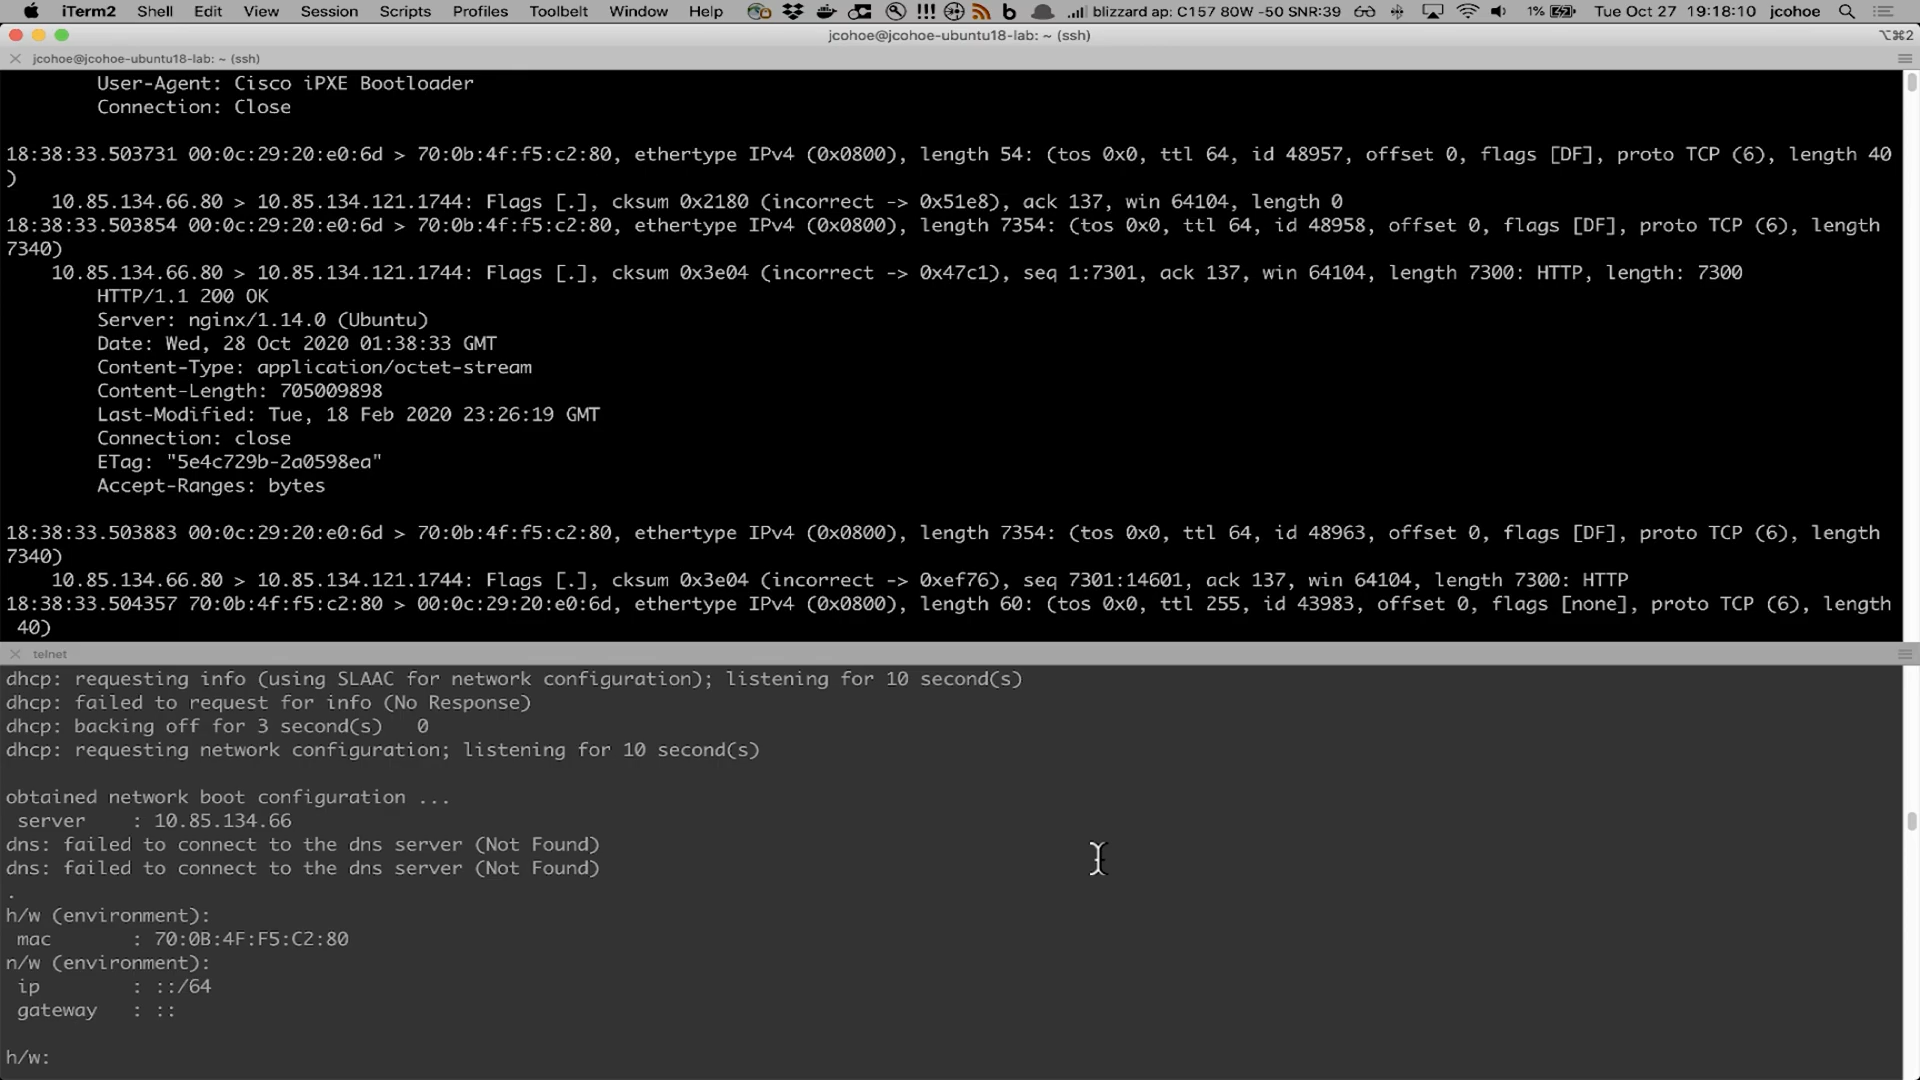 iTerm2 Shell Edit View Session Scripts Profiles Toolbelt Window Help !!! b blizzard ap: C157 80W -50 SNR:39 1% Tue Oct 27 19:18:10 jcohoe
jcohoe@jcohoe-ubuntu18-lab: ~ (ssh) ⌥⌘2
jcohoe@jcohoe-ubuntu18-lab: ~ (ssh)
User-Agent: Cisco iPXE Bootloader
Connection: Close
18:38:33.503731 00:0c:29:20:e0:6d > 70:0b:4f:f5:c2:80, ethertype IPv4 (0x0800), length 54: (tos 0x0, ttl 64, id 48957, offset 0, flags [DF], proto TCP (6), length 40
)
10.85.134.66.80 > 10.85.134.121.1744: Flags [.], cksum 0x2180 (incorrect -> 0x51e8), ack 137, win 64104, length 0
18:38:33.503854 00:0c:29:20:e0:6d > 70:0b:4f:f5:c2:80, ethertype IPv4 (0x0800), length 7354: (tos 0x0, ttl 64, id 48958, offset 0, flags [DF], proto TCP (6), length
7340)
10.85.134.66.80 > 10.85.134.121.1744: Flags [.], cksum 0x3e04 (incorrect -> 0x47c1), seq 1:7301, ack 137, win 64104, length 7300: HTTP, length: 7300
HTTP/1.1 200 OK
Server: nginx/1.14.0 (Ubuntu)
Date: Wed, 28 Oct 2020 01:38:33 GMT
Content-Type: application/octet-stream
Content-Length: 705009898
Last-Modified: Tue, 18 Feb 2020 23:26:19 GMT
Connection: close
ETag: "5e4c729b-2a0598ea"
Accept-Ranges: bytes
18:38:33.503883 00:0c:29:20:e0:6d > 70:0b:4f:f5:c2:80, ethertype IPv4 (0x0800), length 7354: (tos 0x0, ttl 64, id 48963, offset 0, flags [DF], proto TCP (6), length
7340)
10.85.134.66.80 > 10.85.134.121.1744: Flags [.], cksum 0x3e04 (incorrect -> 0xef76), seq 7301:14601, ack 137, win 64104, length 7300: HTTP
18:38:33.504357 70:0b:4f:f5:c2:80 > 00:0c:29:20:e0:6d, ethertype IPv4 (0x0800), length 60: (tos 0x0, ttl 255, id 43983, offset 0, flags [none], proto TCP (6), length
40)
telnet
dhcp: requesting info (using SLAAC for network configuration); listening for 10 second(s)
dhcp: failed to request for info (No Response)
dhcp: backing off for 3 second(s) 0
dhcp: requesting network configuration; listening for 10 second(s)
obtained network boot configuration ...
server : 10.85.134.66
dns: failed to connect to the dns server (Not Found)
dns: failed to connect to the dns server (Not Found)
.
h/w (environment):
mac : 70:0B:4F:F5:C2:80
n/w (environment):
ip : ::/64
gateway : ::
h/w: